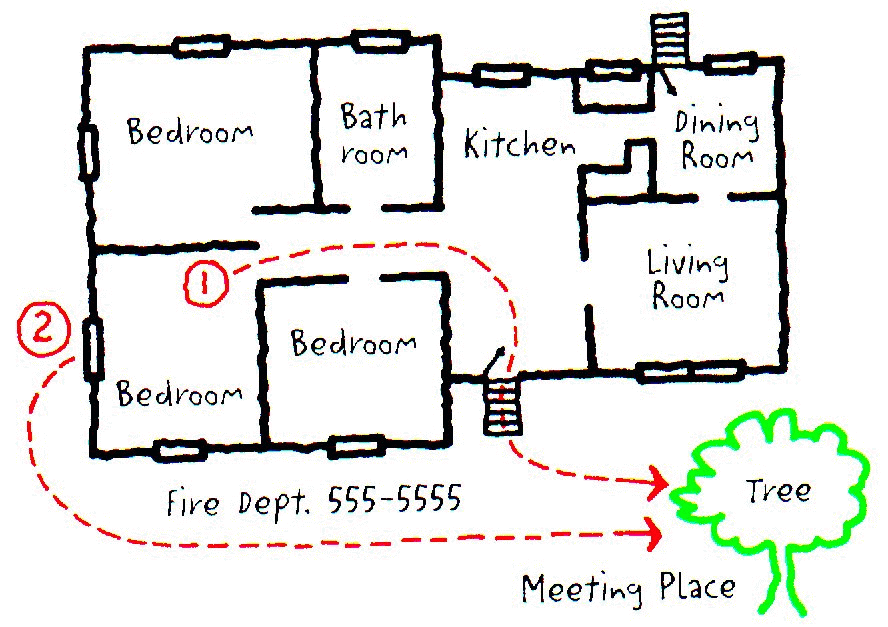 Bedroom
Bath
room
Kitchen
Dining
Room
Living
Room
1
2
Bedroom
Bedroom
Fire Dept. 555-5555
Tree
Meeting Place